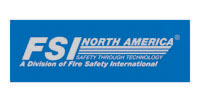 FSI NORTH AMERICA®
SAFETY THROUGH TECHNOLOGY
A Division of Fire Safety International